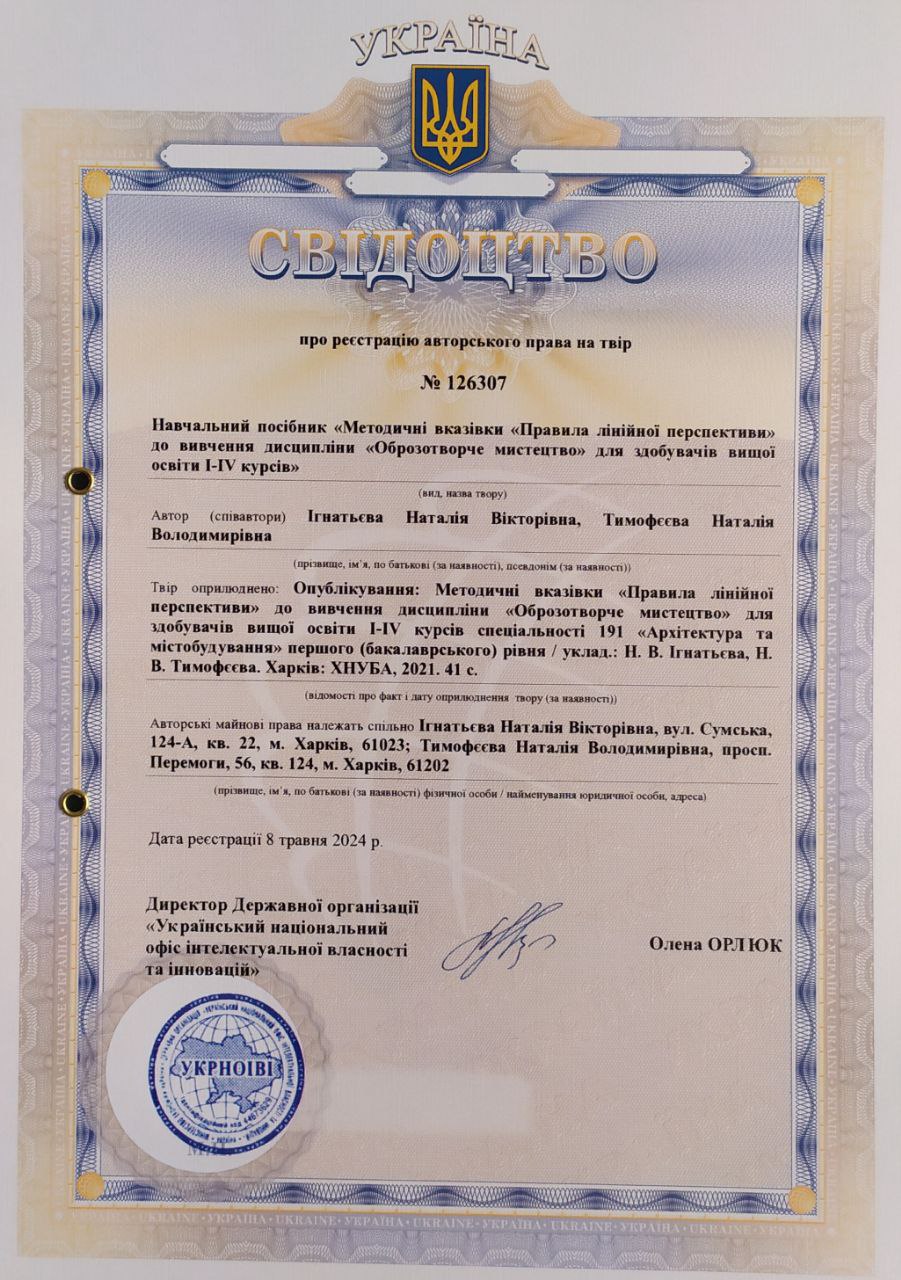 УКРАЇНА
СВІДОЦТВО
про реєстрацію авторського права на твір
№ 126307
Навчальний посібник «Методичні вказівки «Правила лінійної перспективи»
до вивчення дисципліни «Оброзотворче мистецтво» для здобувачів вищої
освіти I-IV курсів»
(вид, назва твору)
Автор (співавтори) Ігнатьєва Наталія Вікторівна, Тимофєєва Наталія
Володимирівна
(прізвище, ім'я, по батькові (за наявності), псевдонім (за наявності))
Твір оприлюднено: Опублікування: Методичні вказівки «Правила лінійної
перспективи» до вивчення дисципліни «Оброзотворче мистецтво» для
здобувачів вищої освіти I-IV курсів спеціальності 191 «Архітектура та
містобудування» першого (бакалаврського) рівня / уклад.: Н. В. Ігнатьєва, Н.
В. Тимофєєва. Харків: ХНУБА, 2021. 41 с.
(відомості про факт і дату оприлюднення твору (за наявності))
Авторські майнові права належать спільно Ігнатьєва Наталія Вікторівна, вул. Сумська,
124-А, кв. 22, м. Харків, 61023; Тимофєєва Наталія Володимирівна, просп.
Перемоги, 56, кв. 124, м. Харків, 61202
(прізвище, ім'я, по батькові (за наявності) фізичної особи / найменування юридичної особи, адреса)
Дата реєстрації 8 травня 2024 р.
Директор Державної організації
«Український національний
офіс інтелектуальної власності
та інновацій»
Олена ОРЛЮК
УКРНОІВІ